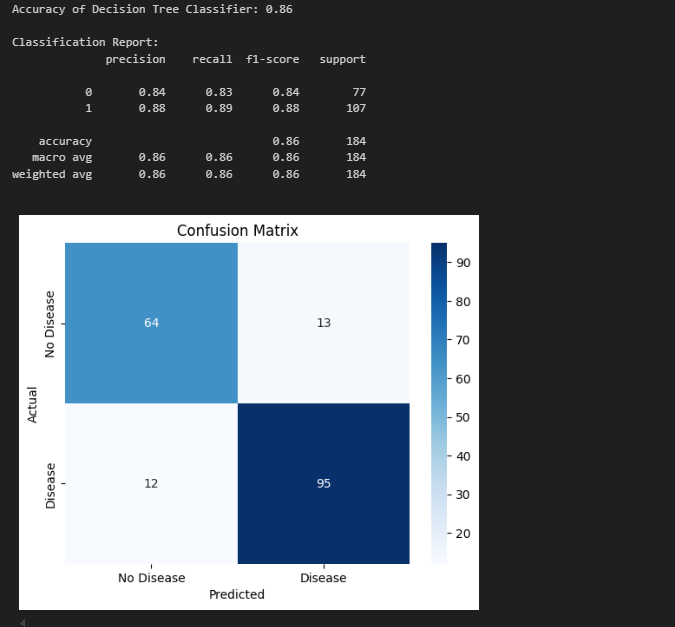 Accuracy of Decision Tree Classifier: 0.86
Classification Report:
precision recall f1-score support
0 0.84 0.83 0.84 77
1 0.88 0.89 0.88 107
accuracy 0.86 184
macro avg 0.86 0.86 0.86 184
weighted avg 0.86 0.86 0.86 184
Confusion Matrix
Actual
No Disease
Disease
64 13
12 95
No Disease Disease
Predicted
90
80
70
60
50
40
30
20